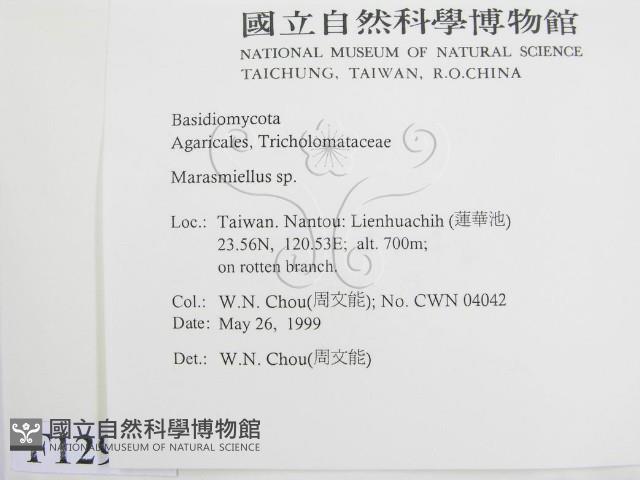 國立自然科學博物館
NATIONAL MUSEUM OF NATURAL SCIENCE
TAICHUNG, TAIWAN, R.O.CHINA
Basidiomycota
Agaricales, Tricholomataceae
Marasmiellus sp.
Loc.: Taiwan. Nantou: Lienhuachih (蓮華池)
23.56N, 120.53E; alt. 700m;
on rotten branch.
Col.: W.N. Chou(周文能); No. CWN 04042
Date: May 26, 1999
Det.: W.N. Chou(周文能)
國立自然科學博物館
NATIONAL MUSEUM OF NATURAL SCIENCE